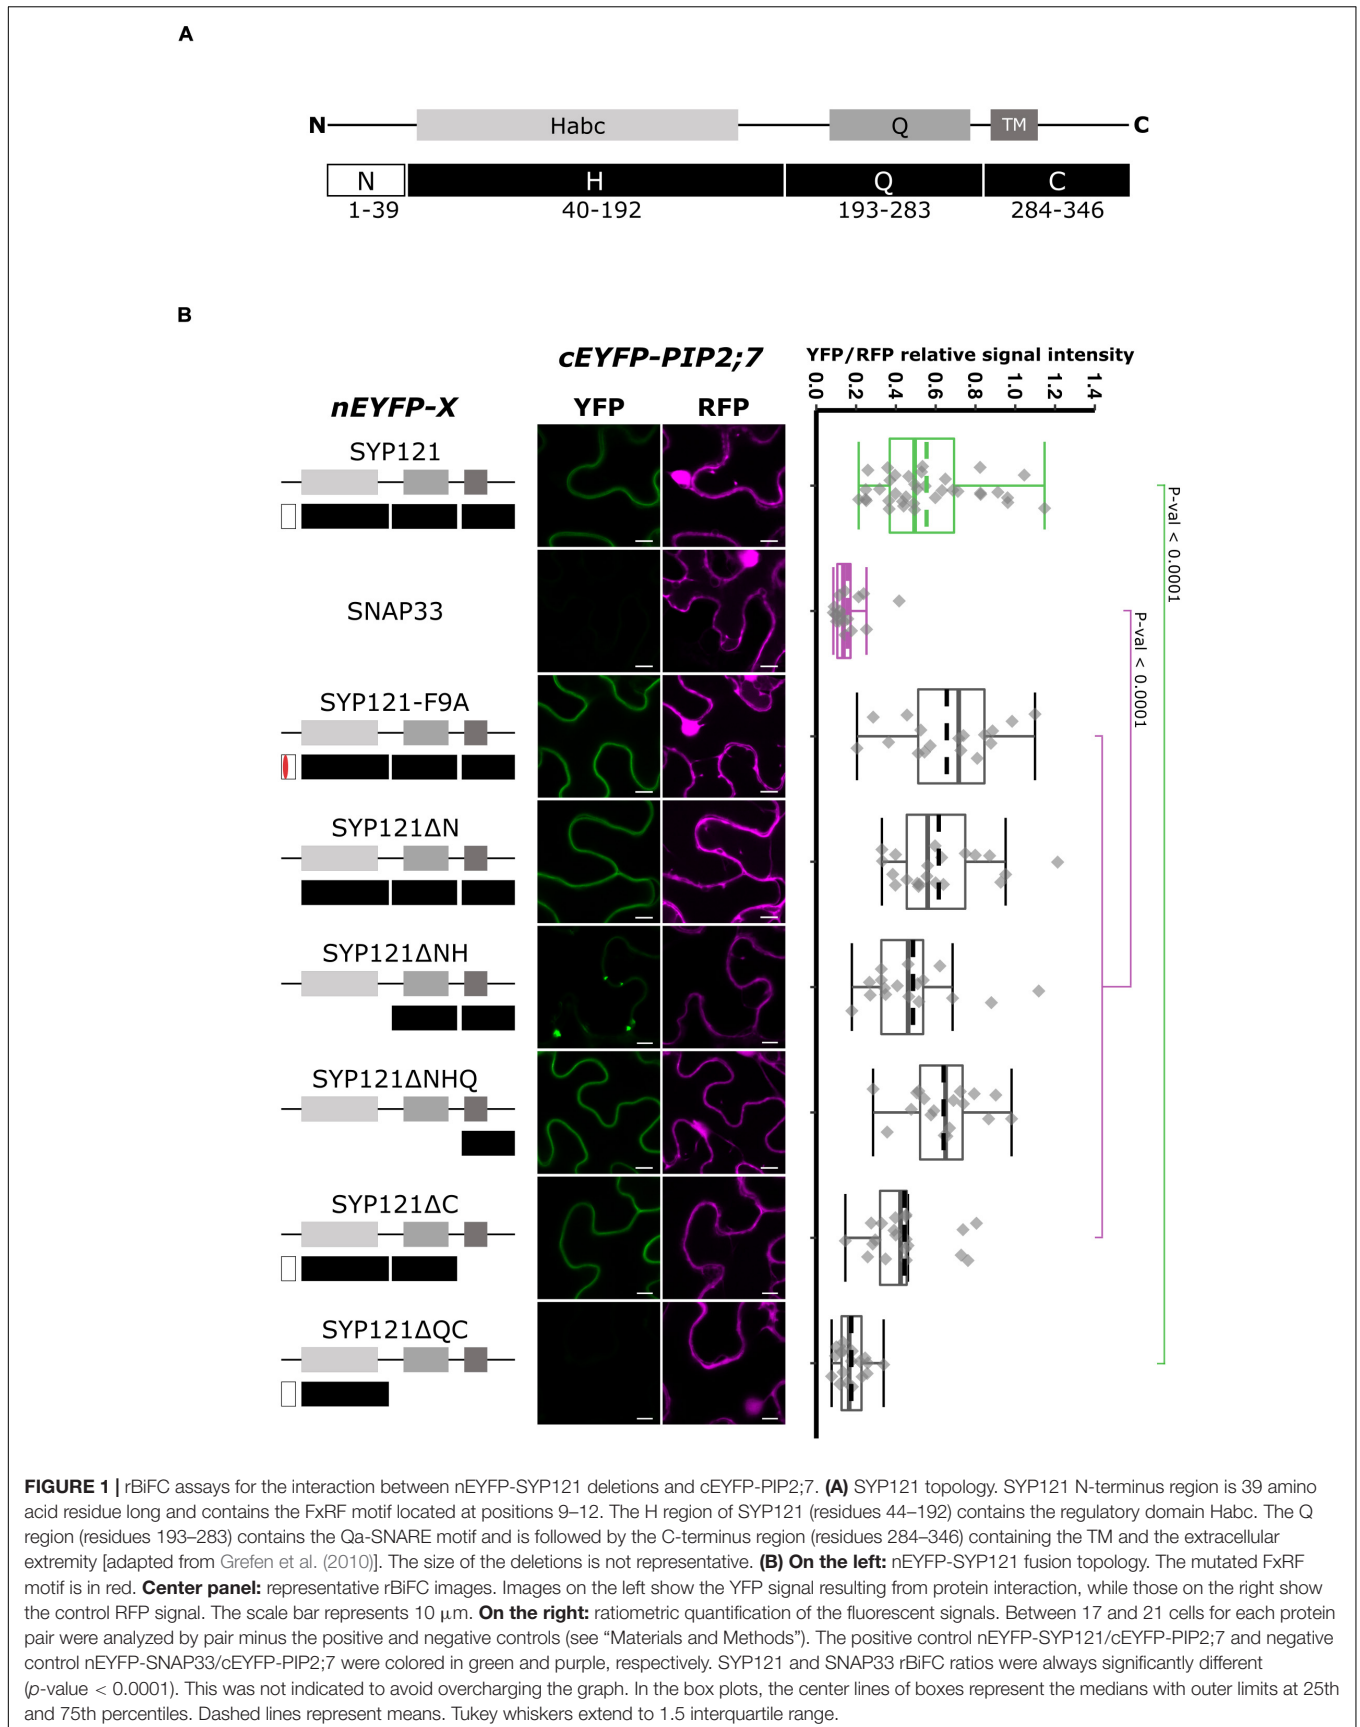 A
N
Habc
Q
TM
C
N
H
Q
C
1-39
40-192
193-283
284-346
B
cEYFP-PIP2;7
YFP/RFP relative signal intensity
0.0
0.2
0.4
0.6
0.8
1.0
1.2
1.4
nEYFP-X
YFP
RFP
SYP121
P-val < 0.0001
SNAP33
P-val < 0.0001
SYP121-F9A
SYP121ΔN
SYP121ΔNH
SYP121ΔNHQ
SYP121ΔC
SYP121ΔQC
FIGURE 1 | rBiFC assays for the interaction between nEYFP-SYP121 deletions and cEYFP-PIP2;7. (A) SYP121 topology. SYP121 N-terminus region is 39 amino
acid residue long and contains the FxRF motif located at positions 9–12. The H region of SYP121 (residues 44–192) contains the regulatory domain Habc. The Q
region (residues 193–283) contains the Qa-SNARE motif and is followed by the C-terminus region (residues 284–346) containing the TM and the extracellular
extremity [adapted from Grefen et al. (2010)]. The size of the deletions is not representative. (B) On the left: nEYFP-SYP121 fusion topology. The mutated FxRF
motif is in red. Center panel: representative rBiFC images. Images on the left show the YFP signal resulting from protein interaction, while those on the right show
the control RFP signal. The scale bar represents 10 μm. On the right: ratiometric quantification of the fluorescent signals. Between 17 and 21 cells for each protein
pair were analyzed by pair minus the positive and negative controls (see “Materials and Methods”). The positive control nEYFP-SYP121/cEYFP-PIP2;7 and negative
control nEYFP-SNAP33/cEYFP-PIP2;7 were colored in green and purple, respectively. SYP121 and SNAP33 rBiFC ratios were always significantly different
(p-value < 0.0001). This was not indicated to avoid overcharging the graph. In the box plots, the center lines of boxes represent the medians with outer limits at 25th
and 75th percentiles. Dashed lines represent means. Tukey whiskers extend to 1.5 interquartile range.